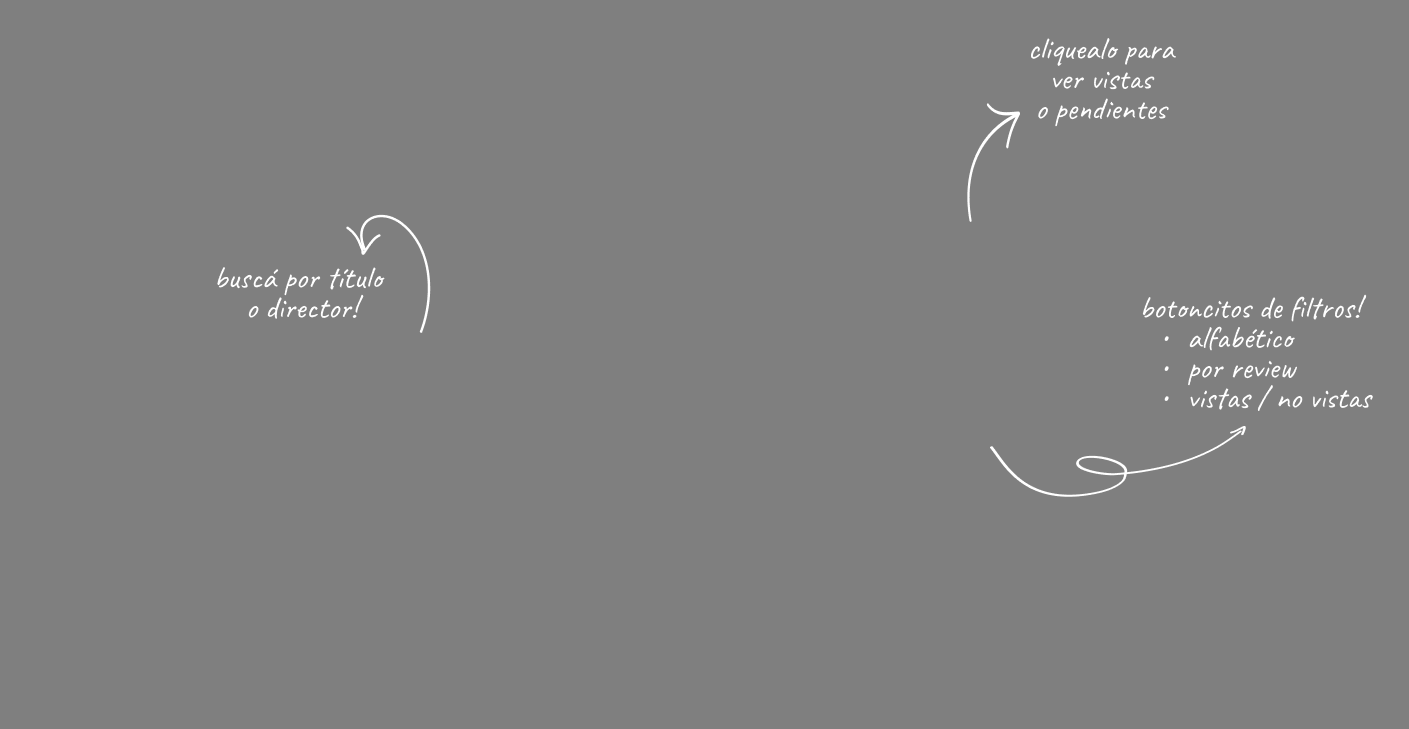 cliquealo para
ver vistas
o pendientes
buscá por título
o director!
botoncitos de filtros!
• alfabético
• por review
• vistas / no vistas